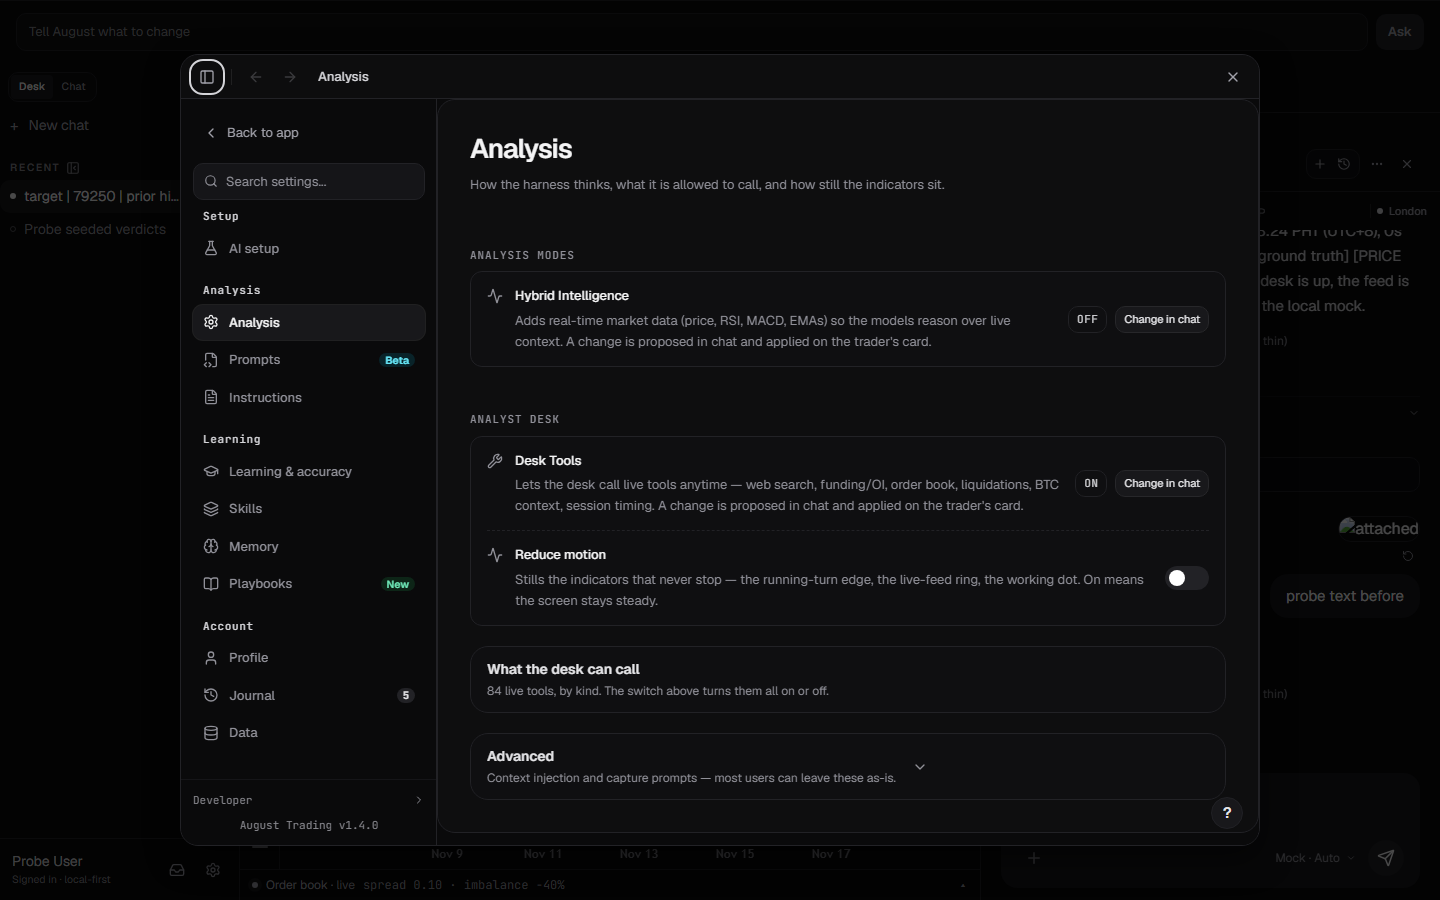 Tell August what to change
Ask
Desk
Chat
+ New chat
RECENT
target | 79250 | prior hi...
Probe seeded verdicts
Analysis
Back to app
Search settings...
Setup
AI setup
Analysis
Analysis
Prompts
Beta
Instructions
Learning
Learning & accuracy
Skills
Memory
Playbooks
New
Account
Profile
Journal
5
Data
Developer
August Trading v1.4.0
Analysis
How the harness thinks, what it is allowed to call, and how still the indicators sit.
ANALYSIS MODES
Hybrid Intelligence
Adds real-time market data (price, RSI, MACD, EMAs) so the models reason over live
context. A change is proposed in chat and applied on the trader's card.
OFF
Change in chat
ANALYST DESK
Desk Tools
Lets the desk call live tools anytime — web search, funding/OI, order book, liquidations, BTC
context, session timing. A change is proposed in chat and applied on the trader's card.
ON
Change in chat
Reduce motion
Stills the indicators that never stop — the running-turn edge, the live-feed ring, the working dot. On means
the screen stays steady.
What the desk can call
84 live tools, by kind. The switch above turns them all on or off.
Advanced
Context injection and capture prompts — most users can leave these as-is.
?
London
5.24 PHT (UTC+8), 0s
ground truth] [PRICE
desk is up, the feed is
the local mock.
thin)
attached
probe text before
thin)
Mock · Auto
Probe User
Signed in · local-first
Nov 9
Nov 11
Nov 13
Nov 15
Nov 17
Order book · live spread 0.10 · imbalance -40%